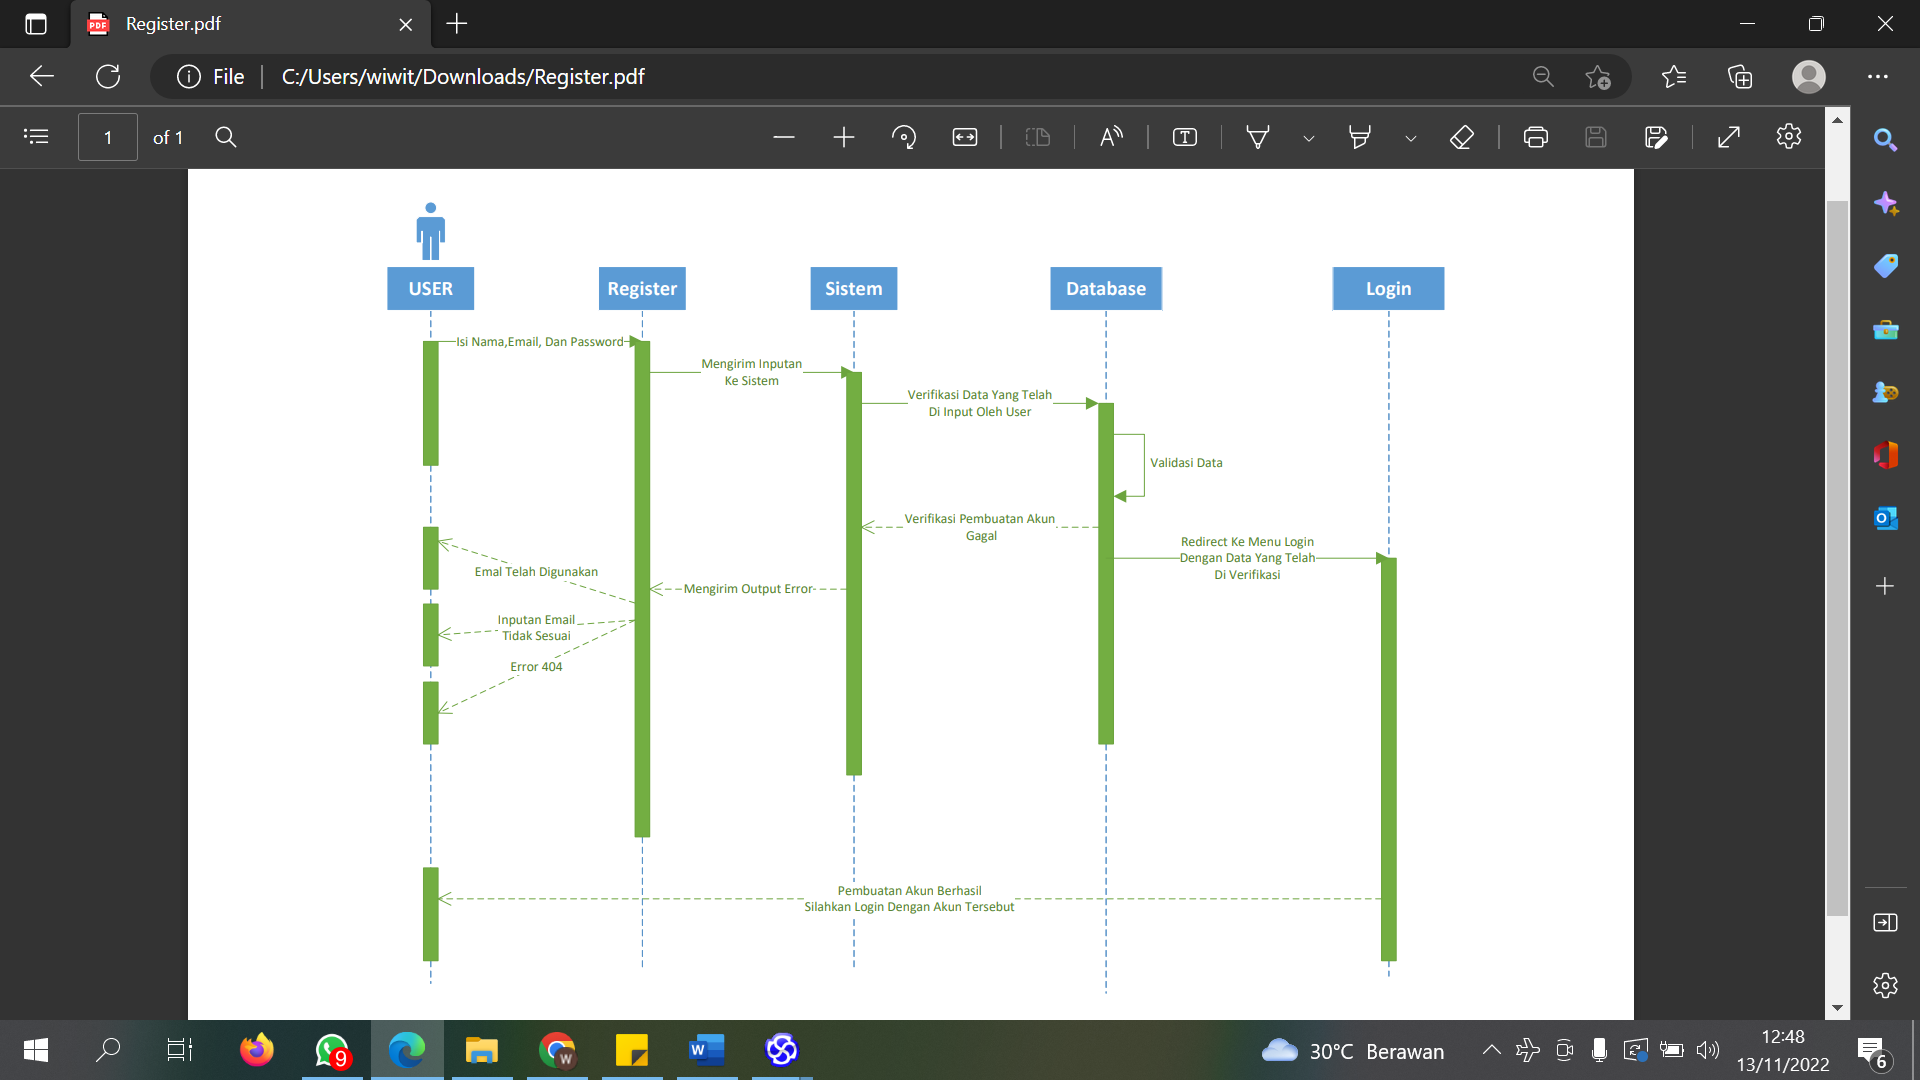 Register.pdf
File
C:/Users/wiwit/Downloads/Register.pdf
1 of 1
USER
Register
Sistem
Database
Login
Isi Nama,Email, Dan Password
Mengirim Inputan
Ke Sistem
Verifikasi Data Yang Telah
Di Input Oleh User
Validasi Data
Verifikasi Pembuatan Akun
Gagal
Redirect Ke Menu Login
Dengan Data Yang Telah
Di Verifikasi
Emal Telah Digunakan
Mengirim Output Error
Inputan Email
Tidak Sesuai
Error 404
Pembuatan Akun Berhasil
Silahkan Login Dengan Akun Tersebut
9
W
W
30°C Berawan
12:48
13/11/2022
6